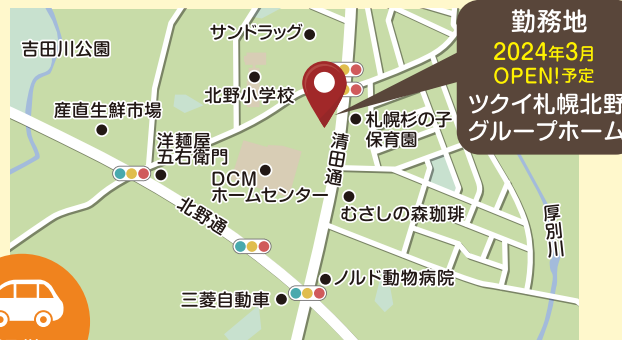 勤務地
2024年3月
OPEN!予定
ツクイ札幌北野
グループホーム
サンドラッグ
吉田川公園
北野小学校
産直生鮮市場
札幌杉の子
保育園
洋麺屋
五右衛門
清田通
DCM
ホームセンター
北野通
むさしの森珈琲
厚別川
ノルド動物病院
三菱自動車